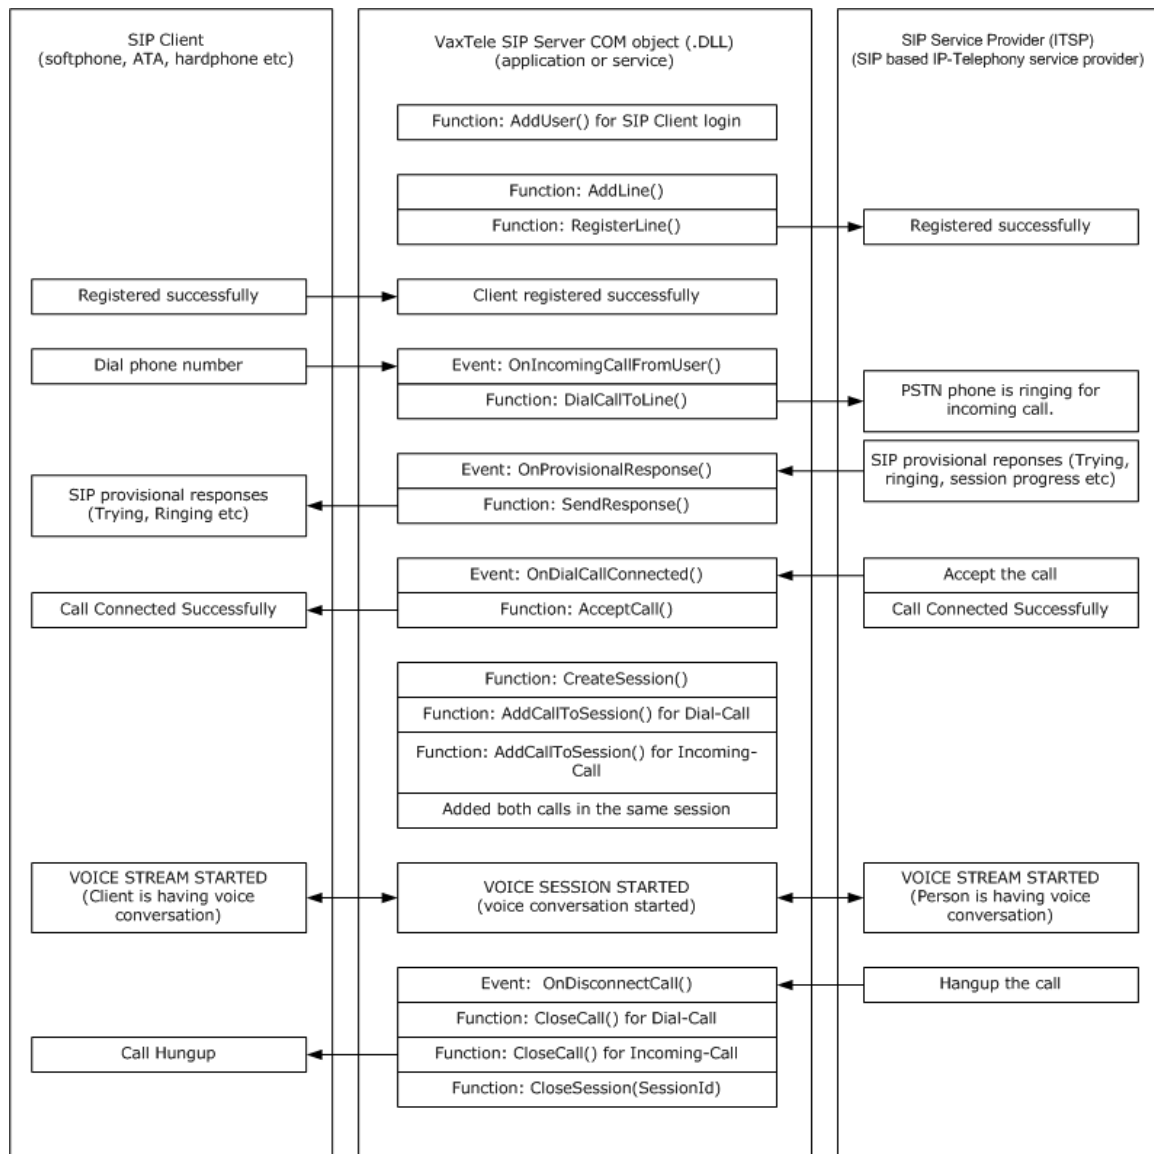 SIP Client
(softphone, ATA, hardphone etc)
VaxTele SIP Server COM object (.DLL)
(application or service)
SIP Service Provider (ITSP)
(SIP based IP-Telephony service provider)
Function: AddUser() for SIP Client login
Function: AddLine()
Function: RegisterLine()
Registered successfully
Registered successfully
Client registered successfully
Dial phone number
Event: OnIncomingCallFromUser()
Function: DialCallToLine()
PSTN phone is ringing for
incoming call.
Event: OnProvisionalResponse()
SIP provisional reponses (Trying,
ringing, session progress etc)
SIP provisional responses
(Trying, Ringing etc)
Function: SendResponse()
Event: OnDialCallConnected()
Accept the call
Call Connected Successfully
Function: AcceptCall()
Call Connected Successfully
Function: CreateSession()
Function: AddCallToSession() for Dial-Call
Function: AddCallToSession() for Incoming-
Call
Added both calls in the same session
VOICE STREAM STARTED
(Client is having voice
conversation)
VOICE SESSION STARTED
(voice conversation started)
VOICE STREAM STARTED
(Person is having voice
conversation)
Event:  OnDisconnectCall()
Hangup the call
Function: CloseCall() for Dial-Call
Call Hungup
Function: CloseCall() for Incoming-Call
Function: CloseSession(SessionId)